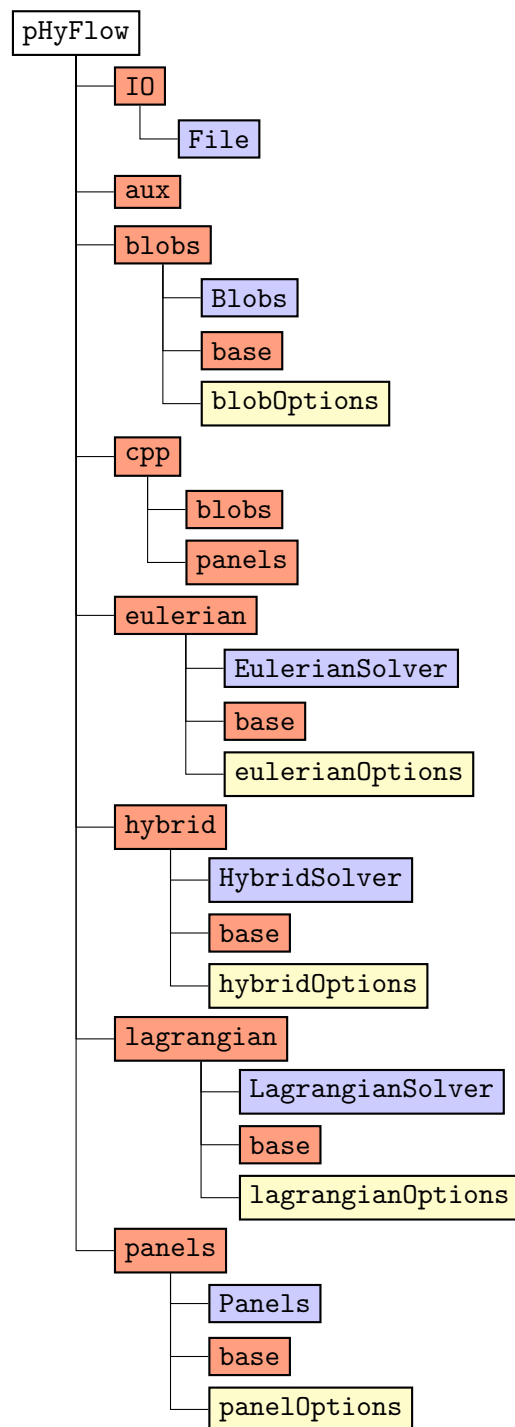 pHyFlow
IO
File
aux
blobs
Blobs
base
blobOptions
cpp
blobs
panels
eulerian
EulerianSolver
base
eulerianOptions
hybrid
HybridSolver
base
hybridOptions
lagrangian
LagrangianSolver
base
lagrangianOptions
panels
Panels
base
panelOptions